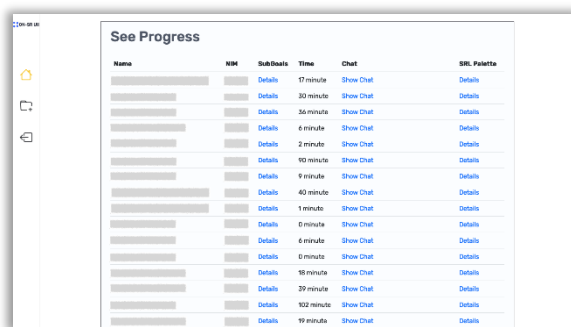 See Progress
Name NIM SubGoals Time Chat SRL Palette
Details 17 minute Show Chat Details
Details 30 minute Show Chat Details
Details 36 minute Show Chat Details
Details 6 minute Show Chat Details
Details 2 minute Show Chat Details
Details 90 minute Show Chat Details
Details 9 minute Show Chat Details
Details 40 minute Show Chat Details
Details 1 minute Show Chat Details
Details 0 minute Show Chat Details
Details 6 minute Show Chat Details
Details 0 minute Show Chat Details
Details 18 minute Show Chat Details
Details 39 minute Show Chat Details
Details 102 minute Show Chat Details
Details 19 minute Show Chat Details